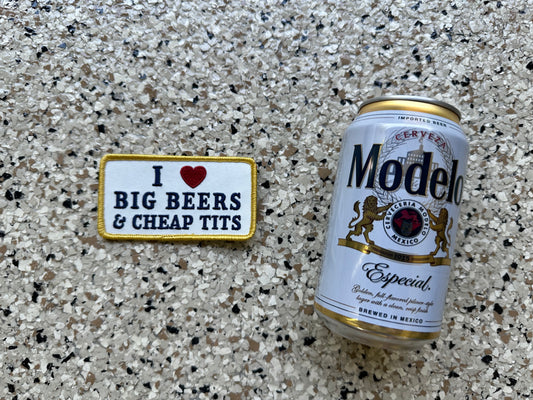 I ❤ 
BIG BEERS
& CHEAP TITS
IMPORTED BEER
CERVEZA
Modelo
CERVECERIA MODELO
MEXICO
Especial.
Golden, full-flavored pilsner-style
lager with a clean, crisp finish
BREWED IN MEXICO